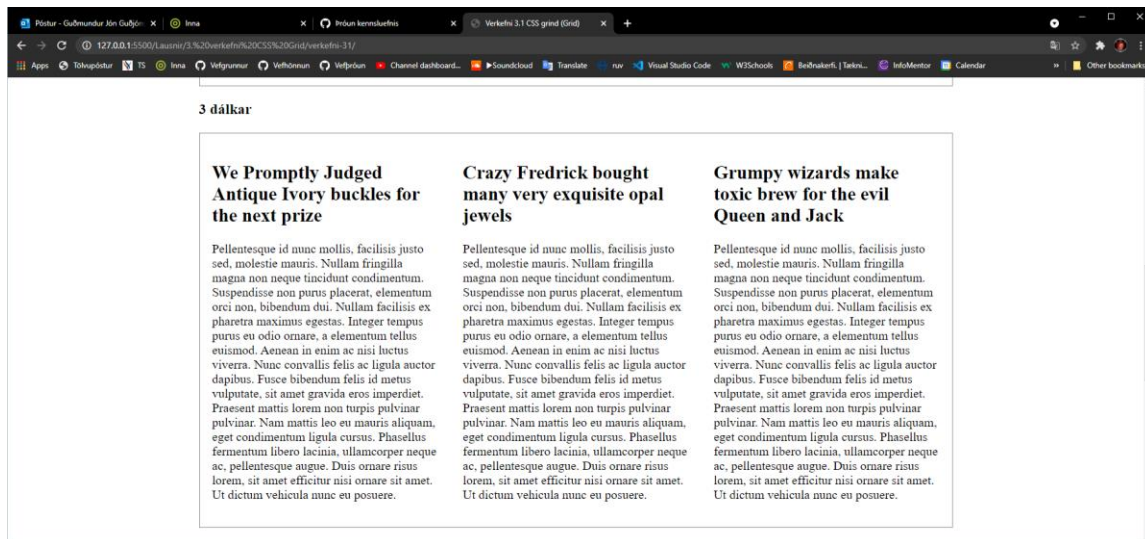 Póstur - Guðmundur Jón Guðjón
Inna
Þróun kennsluefnis
Verkefni 3.1 CSS grind (Grid)
127.0.0.1:5500/Lausnir/3.%20verkefni%20CSS%20Grid/verkefni-31/
Apps Tölvupóstur TS Inna Vefgrunnur Vefhönnun Vefþróun Channel dashboard... ▶Soundcloud Translate ruv Visual Studio Code W3Schools Beiðnakerfi. | Tækni... InfoMentor Calendar » Other bookmarks
3 dálkar
We Promptly Judged
Antique Ivory buckles for
the next prize
Pellentesque id nunc mollis, facilisis justo
sed, molestie mauris. Nullam fringilla
magna non neque tincidunt condimentum.
Suspendisse non purus placerat, elementum
orci non, bibendum dui. Nullam facilisis ex
pharetra maximus egestas. Integer tempus
purus eu odio ornare, a elementum tellus
euismod. Aenean in enim ac nisi luctus
viverra. Nunc convallis felis ac ligula auctor
dapibus. Fusce bibendum felis id metus
vulputate, sit amet gravida eros imperdiet.
Praesent mattis lorem non turpis pulvinar
pulvinar. Nam mattis leo eu mauris aliquam,
eget condimentum ligula cursus. Phasellus
fermentum libero lacinia, ullamcorper neque
ac, pellentesque augue. Duis ornare risus
lorem, sit amet efficitur nisi ornare sit amet.
Ut dictum vehicula nunc eu posuere.
Crazy Fredrick bought
many very exquisite opal
jewels
Pellentesque id nunc mollis, facilisis justo
sed, molestie mauris. Nullam fringilla
magna non neque tincidunt condimentum.
Suspendisse non purus placerat, elementum
orci non, bibendum dui. Nullam facilisis ex
pharetra maximus egestas. Integer tempus
purus eu odio ornare, a elementum tellus
euismod. Aenean in enim ac nisi luctus
viverra. Nunc convallis felis ac ligula auctor
dapibus. Fusce bibendum felis id metus
vulputate, sit amet gravida eros imperdiet.
Praesent mattis lorem non turpis pulvinar
pulvinar. Nam mattis leo eu mauris aliquam,
eget condimentum ligula cursus. Phasellus
fermentum libero lacinia, ullamcorper neque
ac, pellentesque augue. Duis ornare risus
lorem, sit amet efficitur nisi ornare sit amet.
Ut dictum vehicula nunc eu posuere.
Grumpy wizards make
toxic brew for the evil
Queen and Jack
Pellentesque id nunc mollis, facilisis justo
sed, molestie mauris. Nullam fringilla
magna non neque tincidunt condimentum.
Suspendisse non purus placerat, elementum
orci non, bibendum dui. Nullam facilisis ex
pharetra maximus egestas. Integer tempus
purus eu odio ornare, a elementum tellus
euismod. Aenean in enim ac nisi luctus
viverra. Nunc convallis felis ac ligula auctor
dapibus. Fusce bibendum felis id metus
vulputate, sit amet gravida eros imperdiet.
Praesent mattis lorem non turpis pulvinar
pulvinar. Nam mattis leo eu mauris aliquam,
eget condimentum ligula cursus. Phasellus
fermentum libero lacinia, ullamcorper neque
ac, pellentesque augue. Duis ornare risus
lorem, sit amet efficitur nisi ornare sit amet.
Ut dictum vehicula nunc eu posuere.